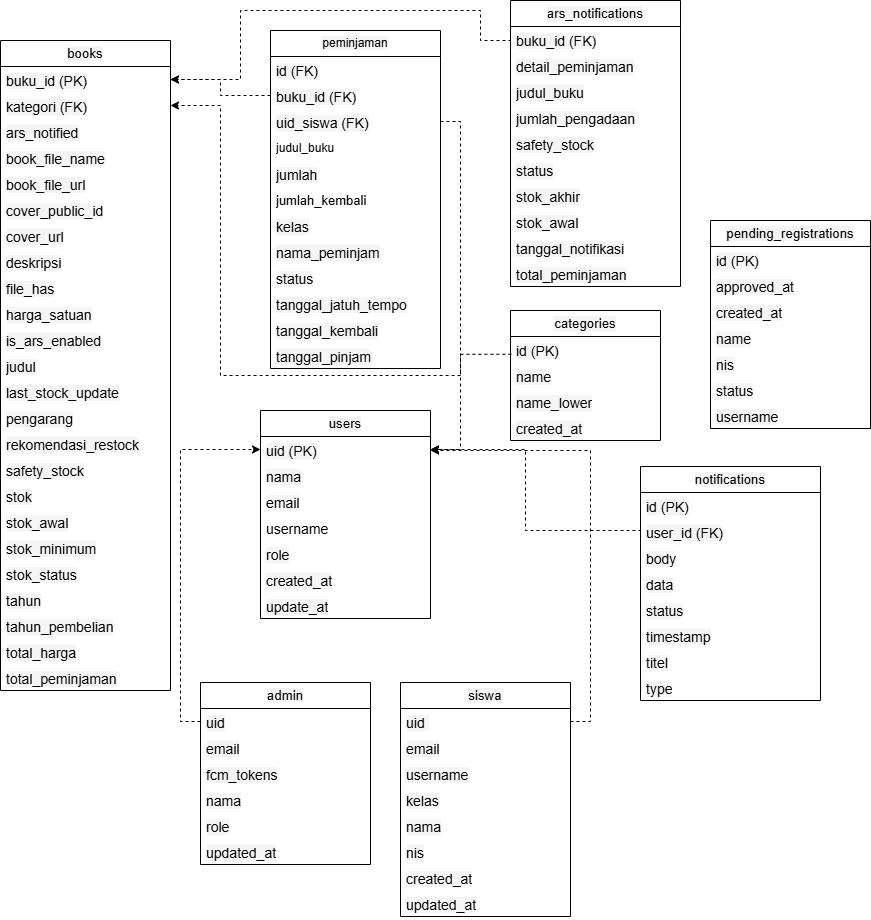 books
buku_id (PK)
kategori (FK)
ars_notified
book_file_name
book_file_url
cover_public_id
cover_url
deskripsi
file_has
harga_satuan
is_ars_enabled
judul
last_stock_update
pengarang
rekomendasi_restock
safety_stock
stok
stok_awal
stok_minimum
stok_status
tahun
tahun_pembelian
total_harga
total_peminjaman
peminjaman
id (FK)
buku_id (FK)
uid_siswa (FK)
judul_buku
jumlah
jumlah_kembali
kelas
nama_peminjam
status
tanggal_jatuh_tempo
tanggal_kembali
tanggal_pinjam
ars_notifications
buku_id (FK)
detail_peminjaman
judul_buku
jumlah_pengadaan
safety_stock
status
stok_akhir
stok_awal
tanggal_notifikasi
total_peminjaman
pending_registrations
id (PK)
approved_at
created_at
name
nis
status
username
categories
id (PK)
name
name_lower
created_at
users
uid (PK)
nama
email
username
role
created_at
update_at
notifications
id (PK)
user_id (FK)
body
data
status
timestamp
titel
type
admin
uid
email
fcm_tokens
nama
role
updated_at
siswa
uid
email
username
kelas
nama
nis
created_at
updated_at